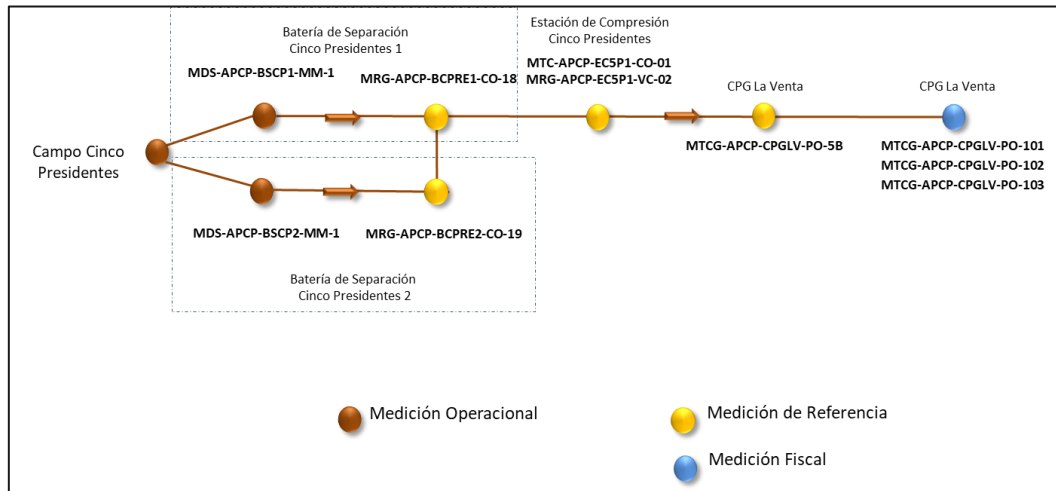 Batería de Separación
Cinco Presidentes 1
MDS-APCP-BSCP1-MM-1
MRG-APCP-BCPRE1-CO-18
Estación de Compresión
Cinco Presidentes
MTC-APCP-EC5P1-CO-01
MRG-APCP-EC5P1-VC-02
CPG La Venta
CPG La Venta
Campo Cinco
Presidentes
MTCG-APCP-CPGLV-PO-5B
MTCG-APCP-CPGLV-PO-101
MTCG-APCP-CPGLV-PO-102
MTCG-APCP-CPGLV-PO-103
MDS-APCP-BSCP2-MM-1
MRG-APCP-BCPRE2-CO-19
Batería de Separación
Cinco Presidentes 2
Medición Operacional
Medición de Referencia
Medición Fiscal